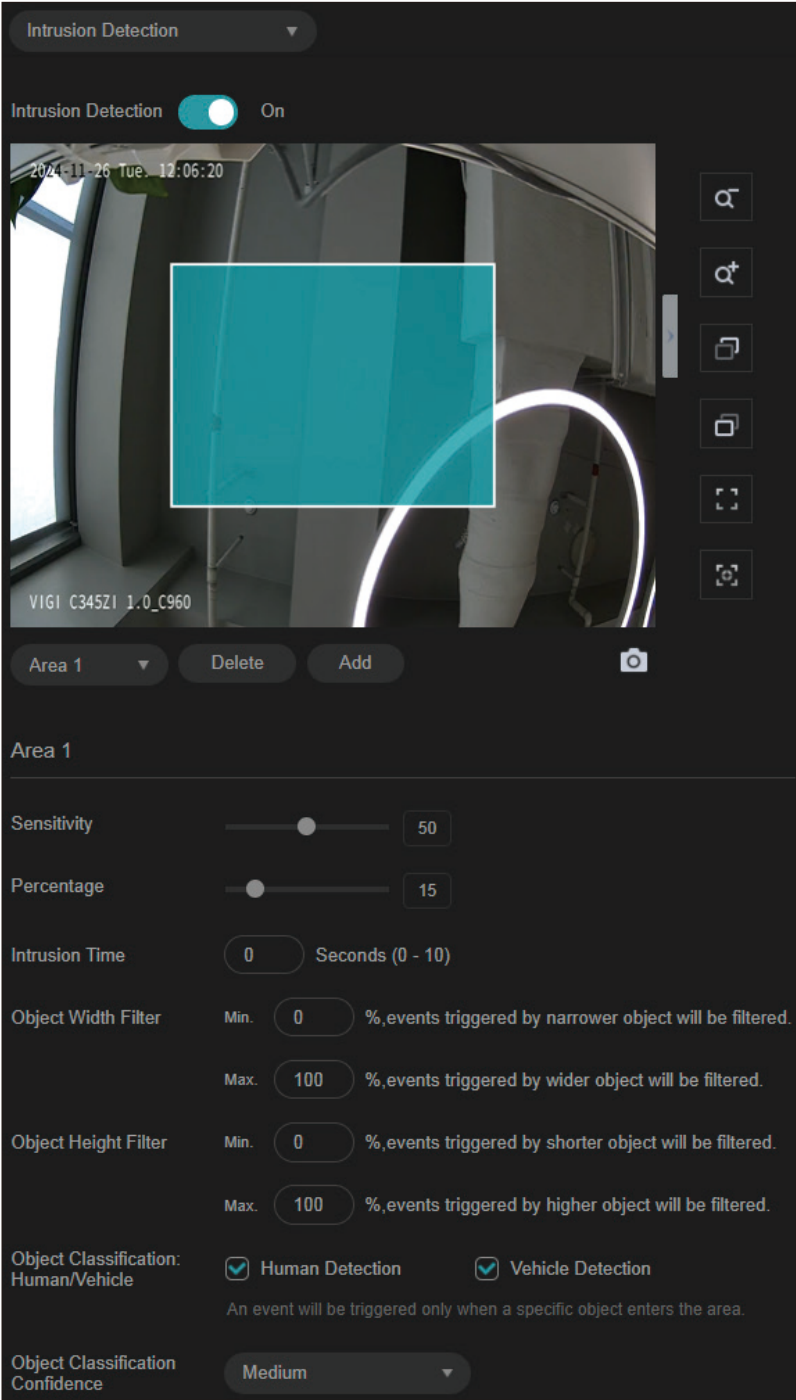 Intrusion Detection
Intrusion Detection On
2024-11-26 Tue. 12:06:20
VIGI C345ZI 1.0_C960
Area 1 Delete Add
Area 1
Sensitivity 50
Percentage 15
Intrusion Time 0 Seconds (0 - 10)
Object Width Filter Min. 0 %,events triggered by narrower object will be filtered.
Max. 100 %,events triggered by wider object will be filtered.
Object Height Filter Min. 0 %,events triggered by shorter object will be filtered.
Max. 100 %,events triggered by higher object will be filtered.
Object Classification:
Human/Vehicle
Human Detection Vehicle Detection
An event will be triggered only when a specific object enters the area.
Object Classification
Confidence
Medium